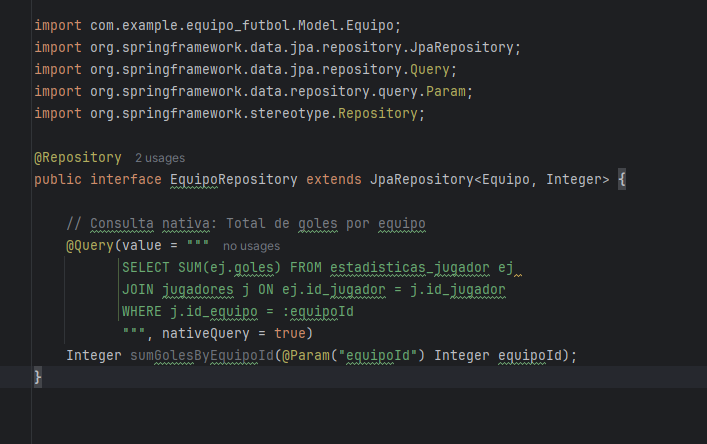 import com.example.equipo_futbol.Model.Equipo;
import org.springframework.data.jpa.repository.JpaRepository;
import org.springframework.data.jpa.repository.Query;
import org.springframework.data.repository.query.Param;
import org.springframework.stereotype.Repository;
@Repository 2 usages
public interface EquipoRepository extends JpaRepository<Equipo, Integer> {
// Consulta nativa: Total de goles por equipo
@Query(value = """ no usages
SELECT SUM(ej.goles) FROM estadisticas_jugador ej
JOIN jugadores j ON ej.id_jugador = j.id_jugador
WHERE j.id_equipo = :equipoId
""", nativeQuery = true)
Integer sumGolesByEquipoId(@Param("equipoId") Integer equipoId);
}